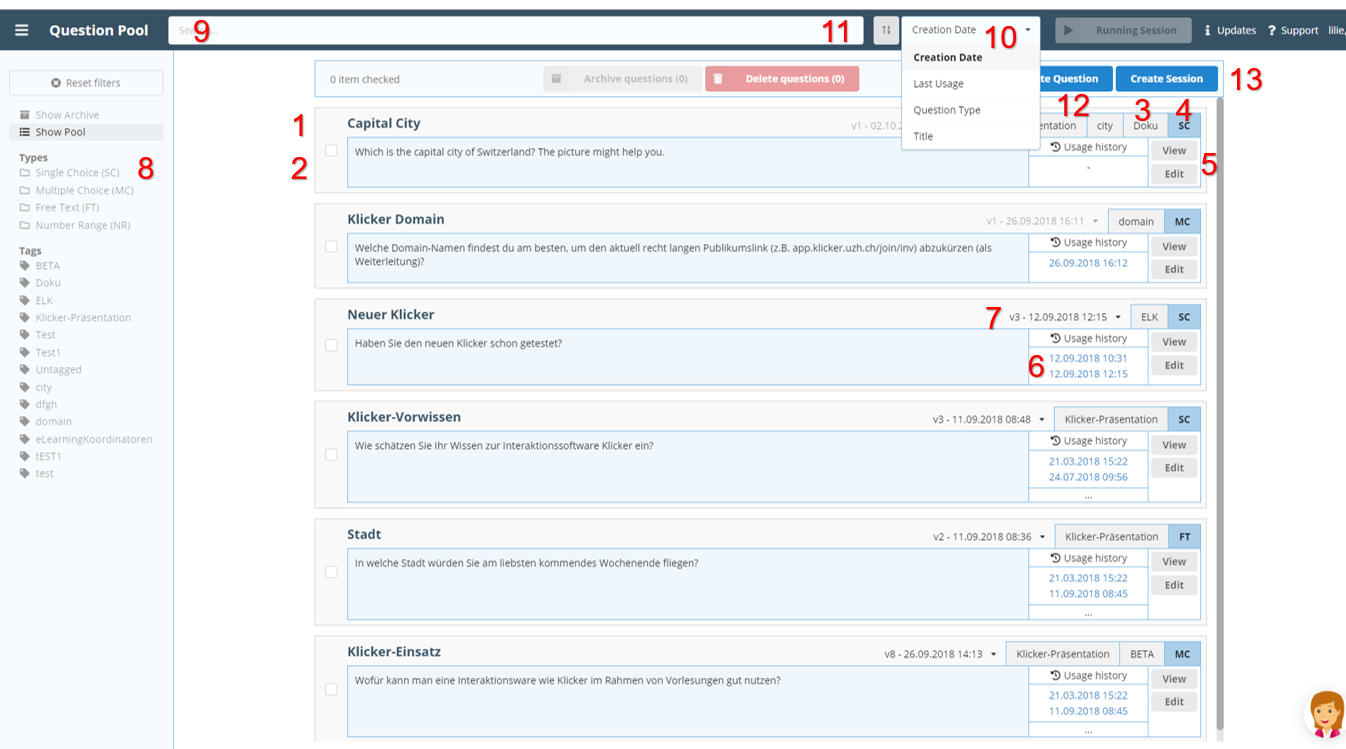 Question Pool
9
11
Creation Date
10
Running Session
Updates
Support
lilie,
Reset filters
0 item checked
Archive questions (0)
Delete questions (0)
Creation Date
Last Usage
Question Type
Title
te Question
Create Session
13
Show Archive
Show Pool
Types
8
Single Choice (SC)
Multiple Choice (MC)
Free Text (FT)
Number Range (NR)
Tags
BETA
Doku
ELK
Klicker-Präsentation
Test
Test1
Untagged
city
dfgh
domain
eLearningKoordinatoren
tEST1
test
1
Capital City
v1 - 02.10.2
12
3
4
entation
city
Doku
SC
2
Which is the capital city of Switzerland? The picture might help you.
Usage history
-
View
Edit
5
Klicker Domain
v1 - 26.09.2018 16:11
domain
MC
Welche Domain-Namen findest du am besten, um den aktuell recht langen Publikumslink (z.B. app.klicker.uzh.ch/join/inv) abzukürzen (als
Weiterleitung)?
Usage history
26.09.2018 16:12
View
Edit
Neuer Klicker
7
v3 - 12.09.2018 12:15
ELK
SC
Haben Sie den neuen Klicker schon getestet?
Usage history
6
12.09.2018 10:31
12.09.2018 12:15
View
Edit
Klicker-Vorwissen
v3 - 11.09.2018 08:48
Klicker-Präsentation
SC
Wie schätzen Sie Ihr Wissen zur Interaktionssoftware Klicker ein?
Usage history
21.03.2018 15:22
24.07.2018 09:56
...
View
Edit
Stadt
v2 - 11.09.2018 08:36
Klicker-Präsentation
FT
In welche Stadt würden Sie am liebsten kommendes Wochenende fliegen?
Usage history
21.03.2018 15:22
11.09.2018 08:45
...
View
Edit
Klicker-Einsatz
v8 - 26.09.2018 14:13
Klicker-Präsentation
BETA
MC
Wofür kann man eine Interaktionsware wie Klicker im Rahmen von Vorlesungen gut nutzen?
Usage history
21.03.2018 15:22
11.09.2018 08:45
...
View
Edit